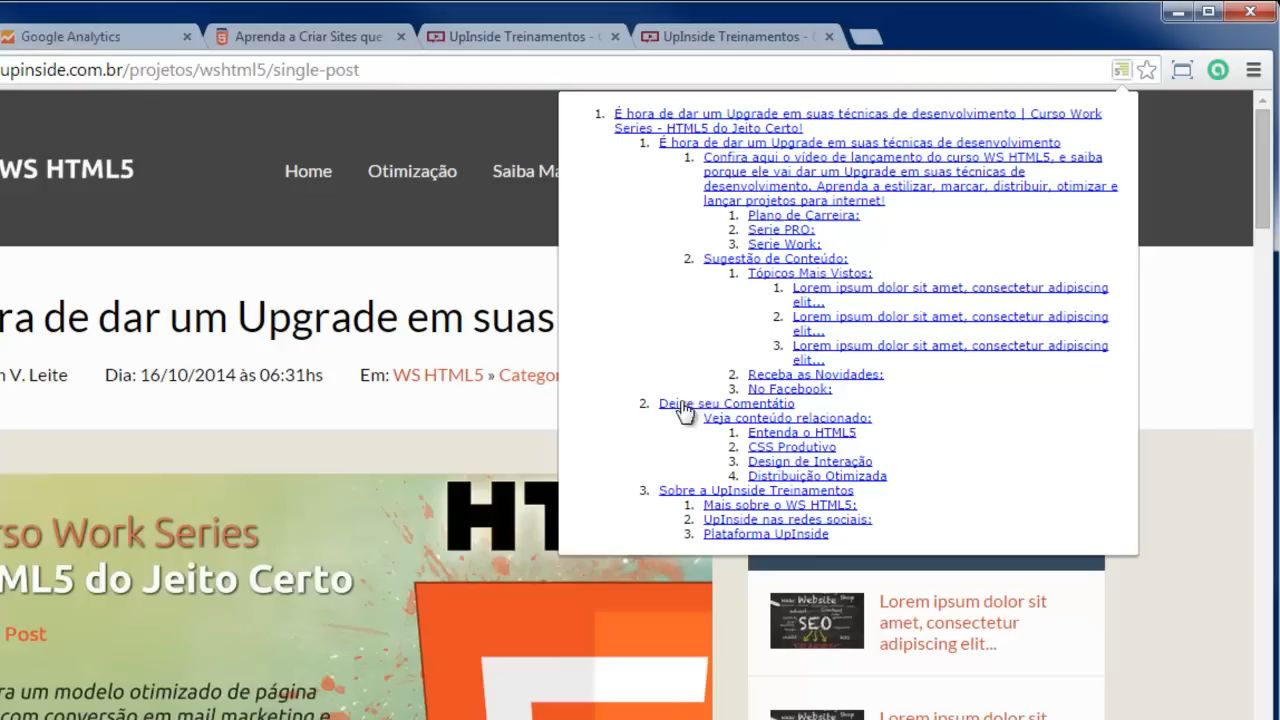 Google Analytics
Aprenda a Criar Sites que
UpInside Treinamentos -
UpInside Treinamentos -
upinside.com.br/projetos/wshtml5/single-post
WS HTML5
Home
Otimização
Saiba Ma
1. É hora de dar um Upgrade em suas técnicas de desenvolvimento | Curso Work
Series - HTML5 do Jeito Certo!
1. É hora de dar um Upgrade em suas técnicas de desenvolvimento
1. Confira aqui o vídeo de lançamento do curso WS HTML5, e saiba
porque ele vai dar um Upgrade em suas técnicas de
desenvolvimento. Aprenda a estilizar, marcar, distribuir, otimizar e
lançar projetos para internet!
1. Plano de Carreira:
2. Serie PRO:
3. Serie Work:
2. Sugestão de Conteúdo:
1. Tópicos Mais Vistos:
1. Lorem ipsum dolor sit amet, consectetur adipiscing
elit...
2. Lorem ipsum dolor sit amet, consectetur adipiscing
elit...
3. Lorem ipsum dolor sit amet, consectetur adipiscing
elit...
2. Receba as Novidades:
3. No Facebook:
2. Deixe seu Comentátio
Veja conteúdo relacionado:
1. Entenda o HTML5
2. CSS Produtivo
3. Design de Interação
4. Distribuição Otimizada
3. Sobre a UpInside Treinamentos
1. Mais sobre o WS HTML5:
2. UpInside nas redes sociais:
3. Plataforma UpInside
ra de dar um Upgrade em suas
n V. Leite
Dia: 16/10/2014 às 06:31hs
Em: WS HTML5 » Categor
rso Work Series
ML5 do Jeito Certo
Post
ra um modelo otimizado de página
com conversão em mail marketing e
HT
Website Shop
SEO
Lorem ipsum dolor sit
amet, consectetur
adipiscing elit...
Website Shop
Lorem ipsum dolor sit